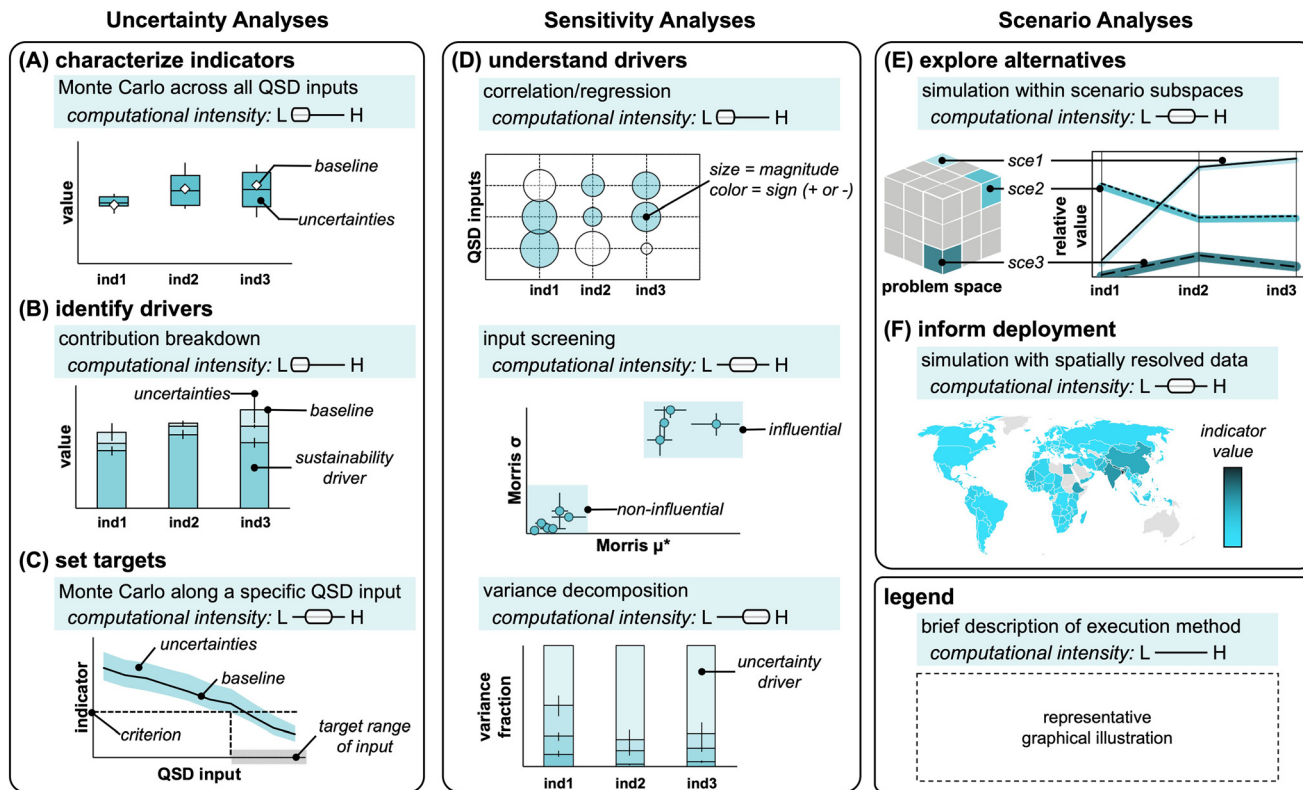 Uncertainty Analyses
(A) characterize indicators
Monte Carlo across all QSD inputs
computational intensity: L H
value
baseline
uncertainties
ind1 ind2 ind3
(B) identify drivers
contribution breakdown
computational intensity: L H
value
uncertainties
baseline
sustainability
driver
ind1 ind2 ind3
(C) set targets
Monte Carlo along a specific QSD input
computational intensity: L H
indicator
uncertainties
baseline
criterion
target range
of input
QSD input
Sensitivity Analyses
(D) understand drivers
correlation/regression
computational intensity: L H
QSD inputs
size = magnitude
color = sign (+ or -)
ind1 ind2 ind3
input screening
computational intensity: L H
Morris σ
influential
non-influential
Morris μ*
variance decomposition
computational intensity: L H
variance
fraction
uncertainty
driver
ind1 ind2 ind3
Scenario Analyses
(E) explore alternatives
simulation within scenario subspaces
computational intensity: L H
sce1
sce2
sce3
problem space
relative
value
ind1 ind2 ind3
(F) inform deployment
simulation with spatially resolved data
computational intensity: L H
indicator
value
legend
brief description of execution method
computational intensity: L H
representative
graphical illustration